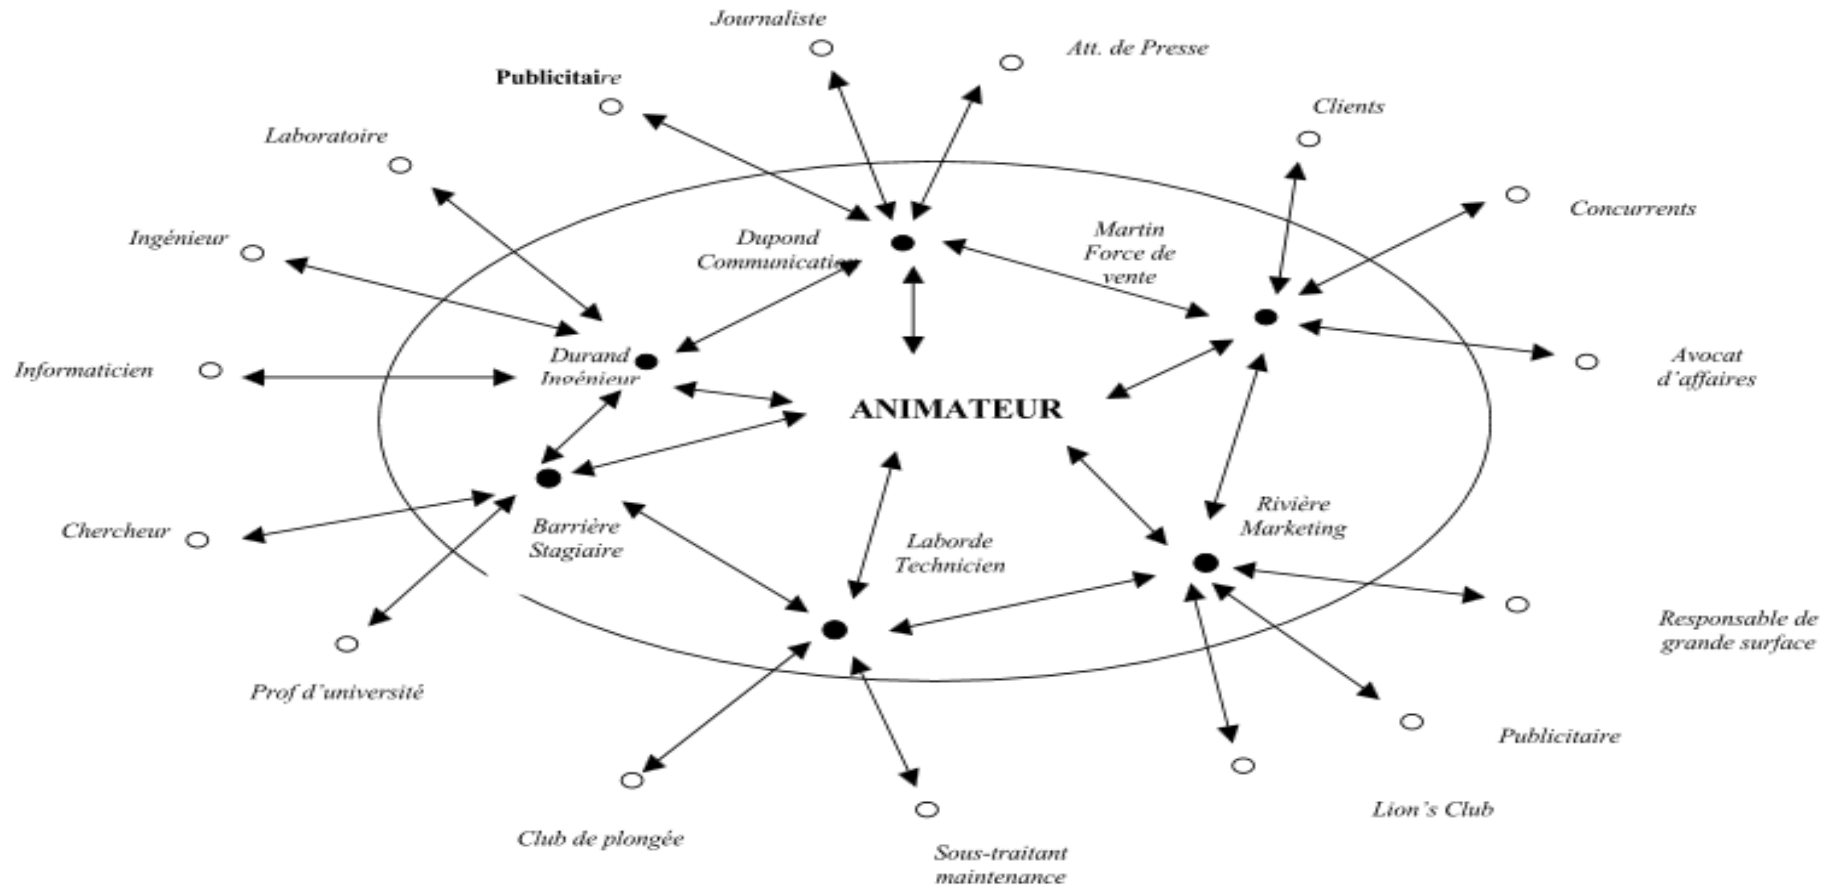 Journaliste
Att. de Presse
Publicitaire
Clients
Laboratoire
Concurrents
Ingénieur
Dupond
Communication
Martin
Force de
vente
Informaticien
Durand
Ingénieur
Avocat
d'affaires
ANIMATEUR
Chercheur
Barrière
Stagiaire
Laborde
Technicien
Rivière
Marketing
Responsable de
grande surface
Prof d'université
Publicitaire
Lion's Club
Club de plongée
Sous-traitant
maintenance